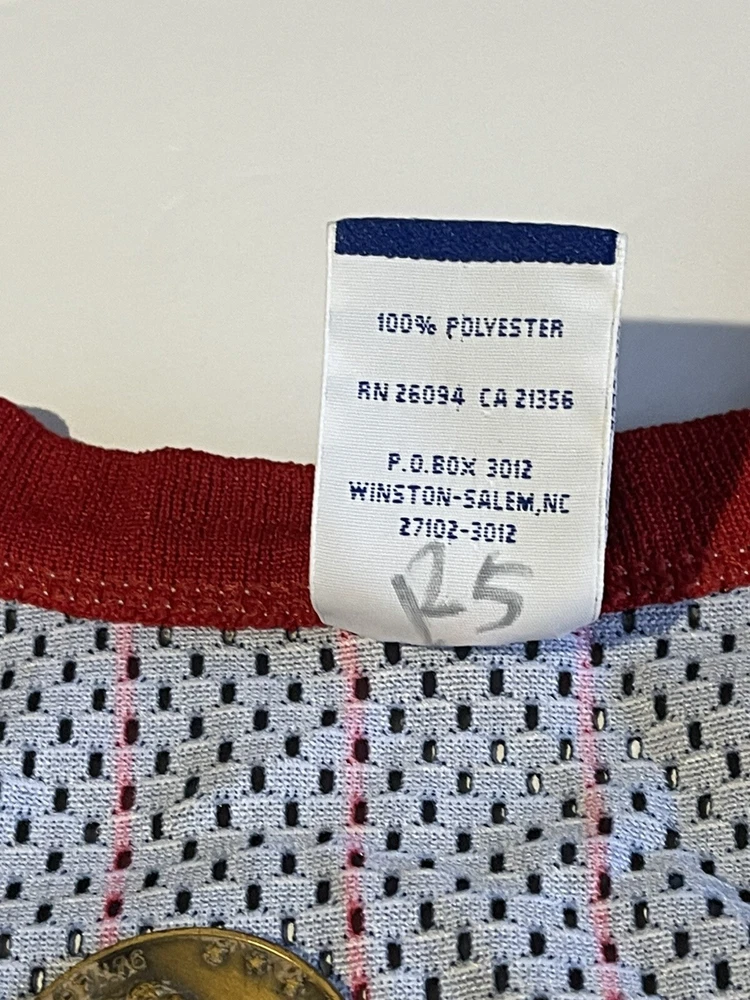 100% POLYESTER
RN 26094 CA 21356
P.O.BOX 3012
WINSTON-SALEM,NC
27102-3012
R5